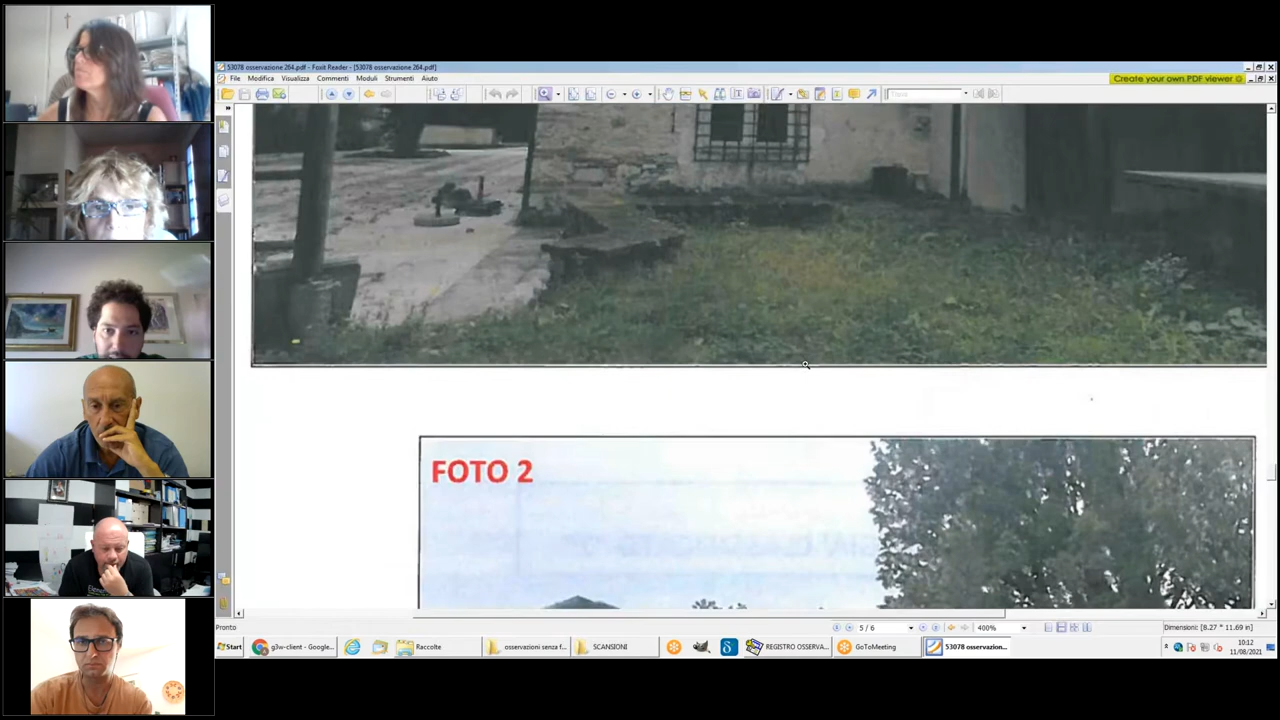 53078 osservazione 264.pdf - Foxit Reader - [53078 osservazione 264.pdf]
File Modifica Visualizza Commenti Moduli Strumenti Aiuto
Create your own PDF viewer
FOTO 2
Pronto
5 / 6
400%
Dimensioni: [8.27 * 11.69 in]
Start
g3w-client - Google...
Raccolte
osservazioni senza f...
SCANSIONI
REGISTRO OSSERVA...
GoToMeeting
53078 osservazion...
10:12
11/08/2021